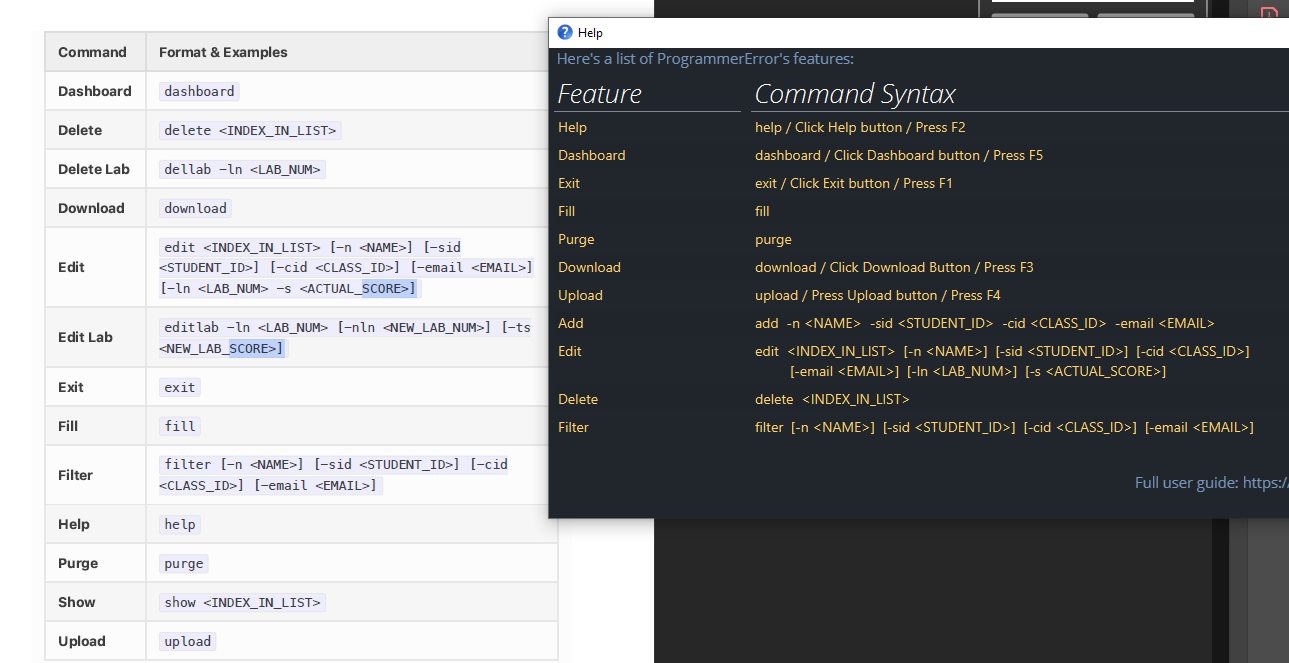 Command Format & Examples
Dashboard dashboard
Delete delete <INDEX_IN_LIST>
Delete Lab dellab -ln <LAB_NUM>
Download download
Edit edit <INDEX_IN_LIST> [-n <NAME>] [-sid
<STUDENT_ID>] [-cid <CLASS_ID>] [-email <EMAIL>]
[-ln <LAB_NUM> -s <ACTUAL_SCORE>]
Edit Lab editlab -ln <LAB_NUM> [-nln <NEW_LAB_NUM>] [-ts
<NEW_LAB_SCORE>]
Exit exit
Fill fill
Filter filter [-n <NAME>] [-sid <STUDENT_ID>] [-cid
<CLASS_ID>] [-email <EMAIL>]
Help help
Purge purge
Show show <INDEX_IN_LIST>
Upload upload
Help
Here's a list of ProgrammerError's features:
Feature Command Syntax
Help help / Click Help button / Press F2
Dashboard dashboard / Click Dashboard button / Press F5
Exit exit / Click Exit button / Press F1
Fill fill
Purge purge
Download download / Click Download Button / Press F3
Upload upload / Press Upload button / Press F4
Add add -n <NAME> -sid <STUDENT_ID> -cid <CLASS_ID> -email <EMAIL>
Edit edit <INDEX_IN_LIST> [-n <NAME>] [-sid <STUDENT_ID>] [-cid <CLASS_ID>]
[-email <EMAIL>] [-ln <LAB_NUM>] [-s <ACTUAL_SCORE>]
Delete delete <INDEX_IN_LIST>
Filter filter [-n <NAME>] [-sid <STUDENT_ID>] [-cid <CLASS_ID>] [-email <EMAIL>]
Full user guide: https:/